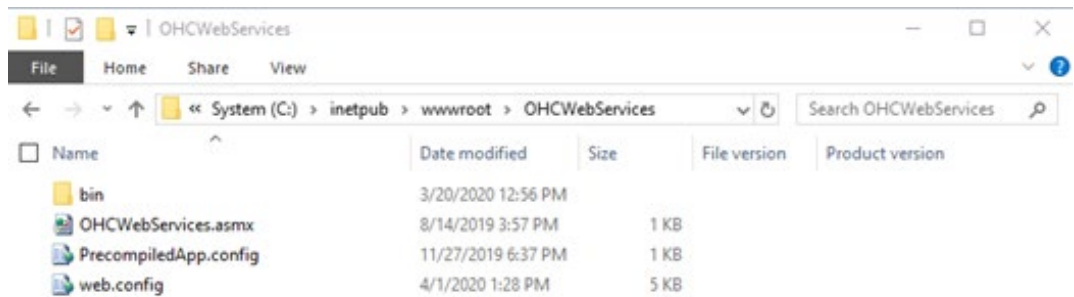 OHCWebServices
File Home Share View
« System (C:) > inetpub > wwwroot > OHCWebServices Search OHCWebServices
Name Date modified Size File version Product version
bin 3/20/2020 12:56 PM
OHCWebServices.asmx 8/14/2019 3:57 PM 1 KB
PrecompiledApp.config 11/27/2019 6:37 PM 1 KB
web.config 4/1/2020 1:28 PM 5 KB